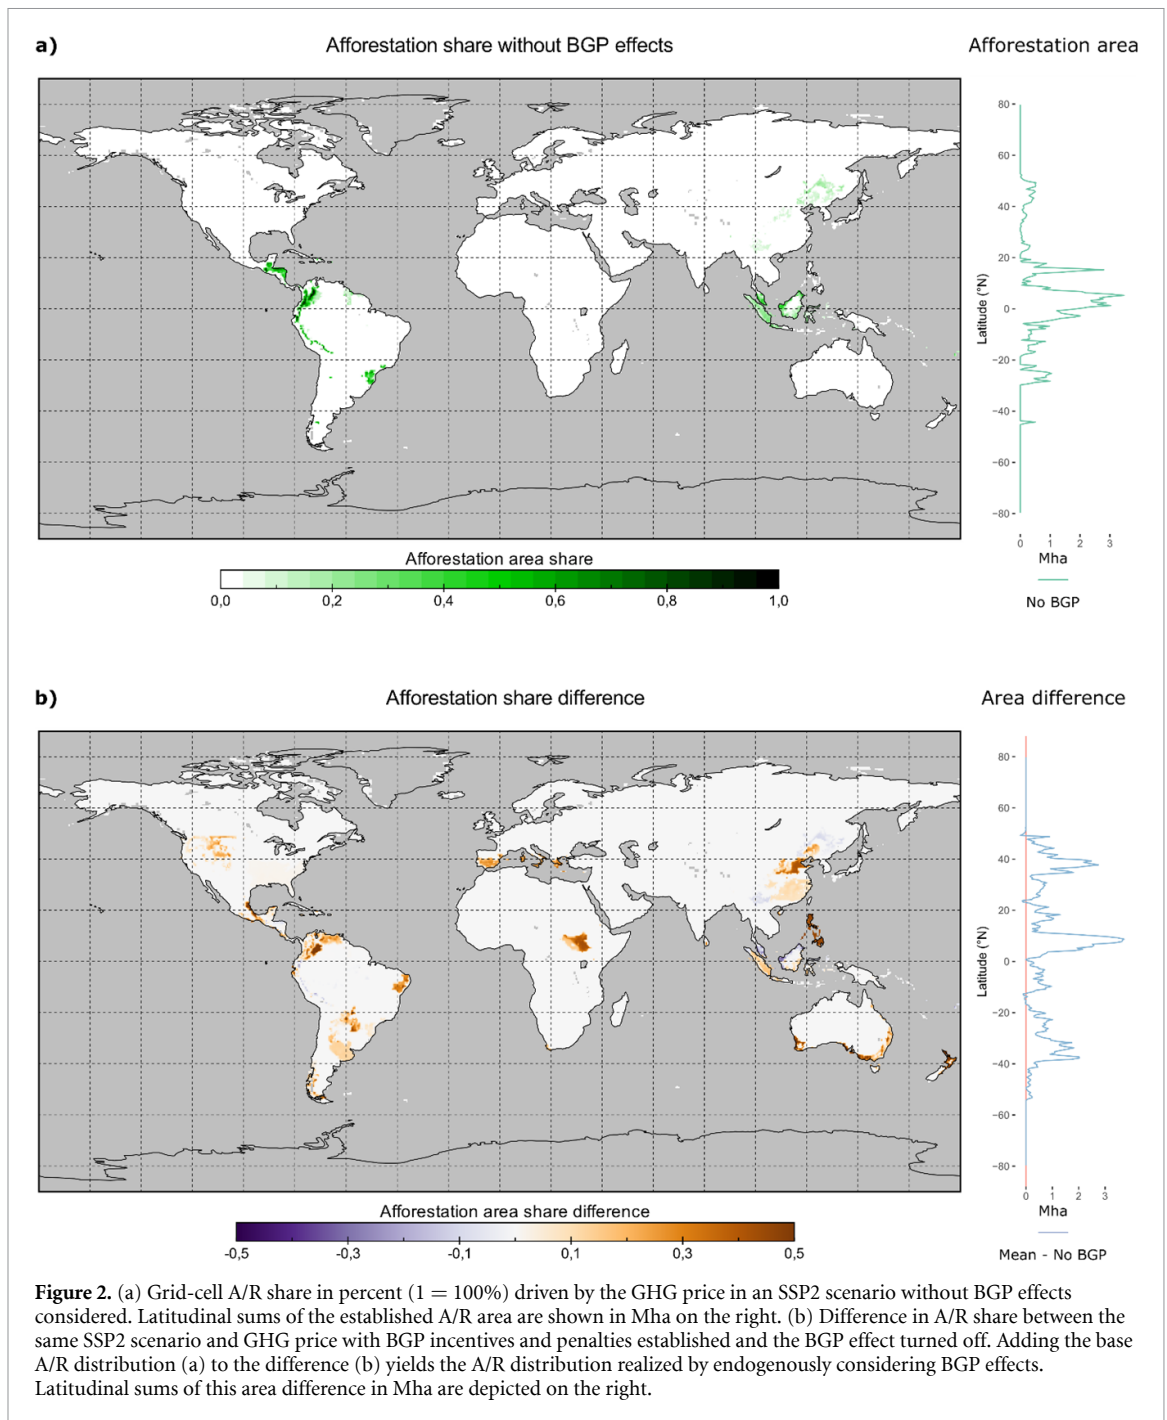 a)
Afforestation share without BGP effects
Afforestation area
80
60
40
20
0
−20
−40
−60
−80
Latitude (°N)
0 1 2 3
Mha
No BGP
Afforestation area share
0,0 0,2 0,4 0,6 0,8 1,0
b)
Afforestation share difference
Area difference
80
60
40
20
0
−20
−40
−60
−80
Latitude (°N)
0 1 2 3
Mha
Mean - No BGP
Afforestation area share difference
-0,5 -0,3 -0,1 0,1 0,3 0,5
Figure 2. (a) Grid-cell A/R share in percent (1 = 100%) driven by the GHG price in an SSP2 scenario without BGP effects
considered. Latitudinal sums of the established A/R area are shown in Mha on the right. (b) Difference in A/R share between the
same SSP2 scenario and GHG price with BGP incentives and penalties established and the BGP effect turned off. Adding the base
A/R distribution (a) to the difference (b) yields the A/R distribution realized by endogenously considering BGP effects.
Latitudinal sums of this area difference in Mha are depicted on the right.